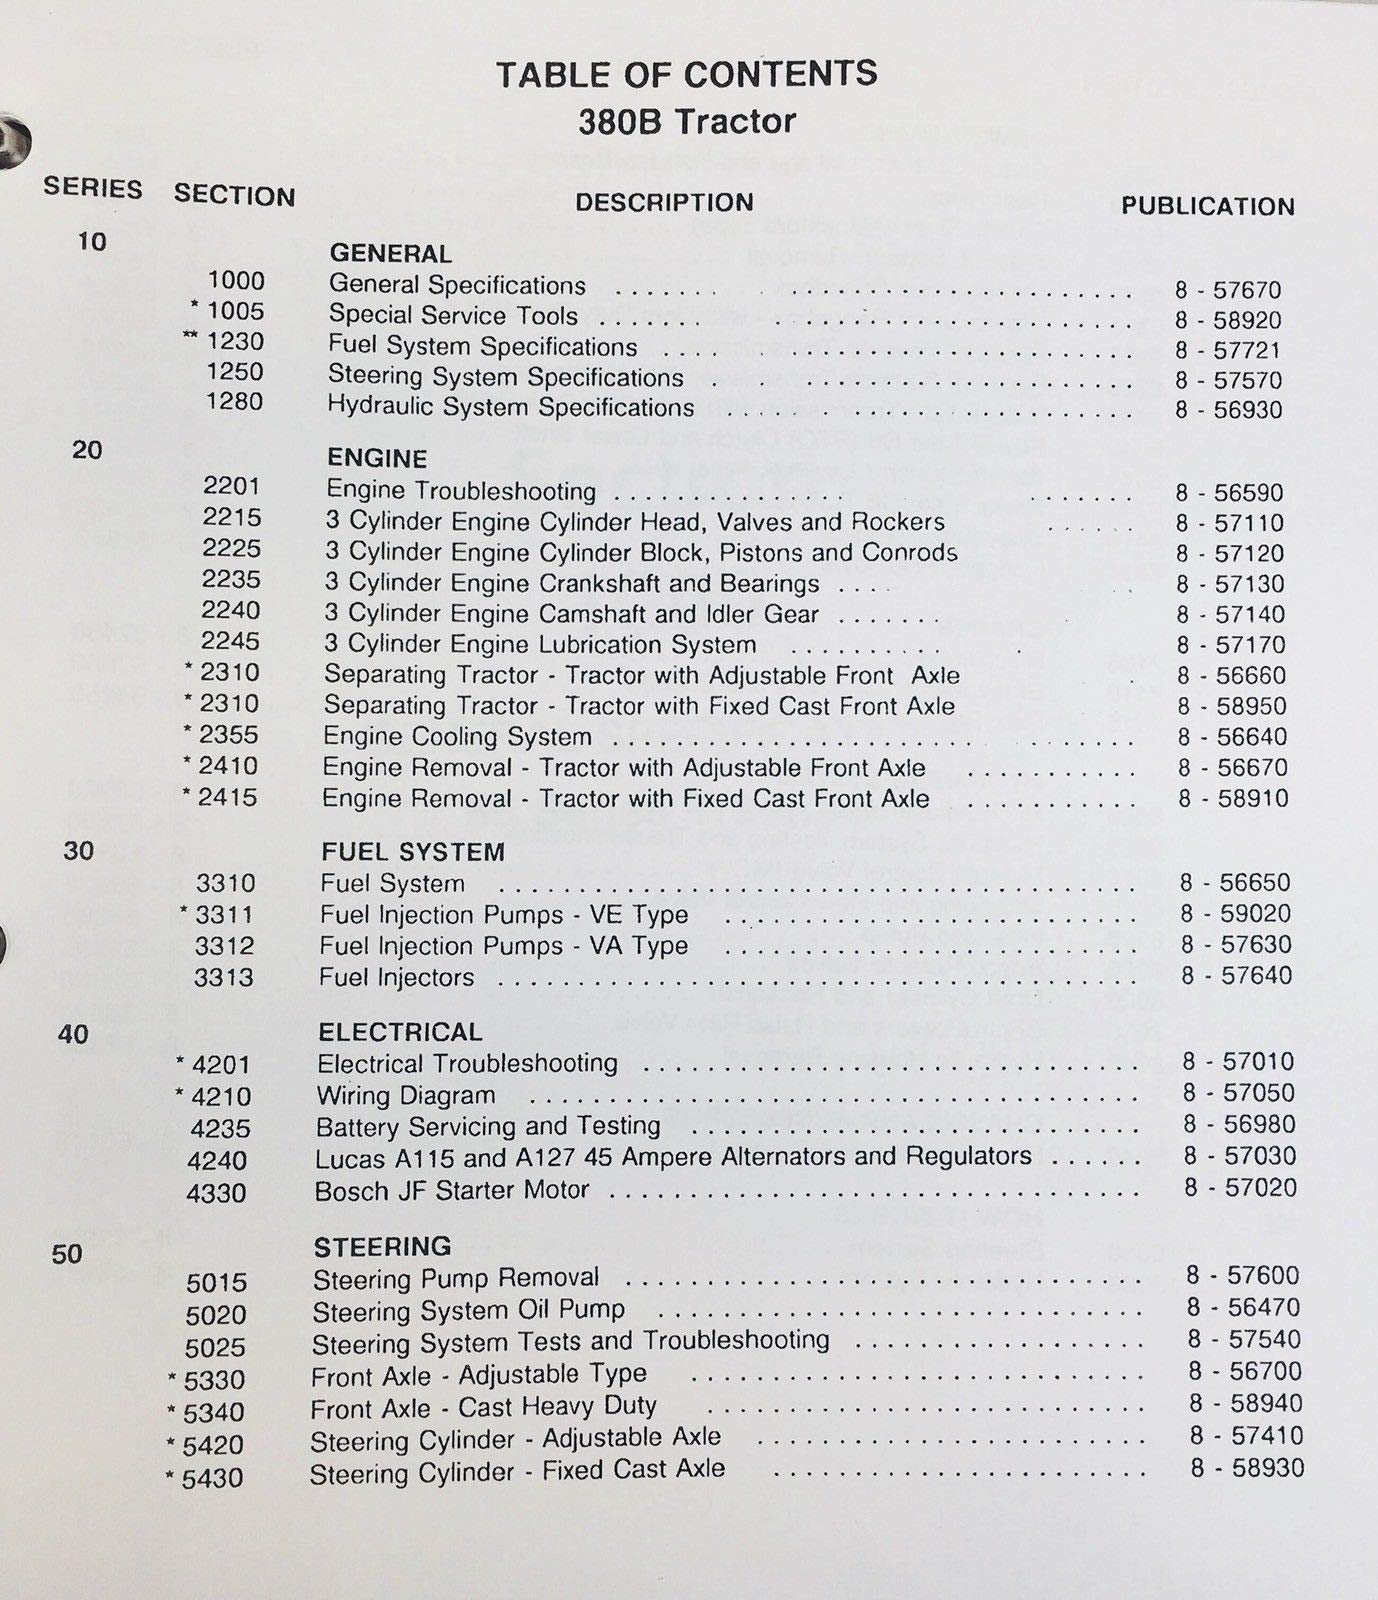 TABLE OF CONTENTS
380B Tractor
SERIES SECTION DESCRIPTION PUBLICATION
10 GENERAL
1000 General Specifications 8 - 57670
* 1005 Special Service Tools 8 - 58920
** 1230 Fuel System Specifications 8 - 57721
1250 Steering System Specifications 8 - 57570
1280 Hydraulic System Specifications 8 - 56930
20 ENGINE
2201 Engine Troubleshooting 8 - 56590
2215 3 Cylinder Engine Cylinder Head, Valves and Rockers 8 - 57110
2225 3 Cylinder Engine Cylinder Block, Pistons and Conrods 8 - 57120
2235 3 Cylinder Engine Crankshaft and Bearings 8 - 57130
2240 3 Cylinder Engine Camshaft and Idler Gear 8 - 57140
2245 3 Cylinder Engine Lubrication System 8 - 57170
* 2310 Separating Tractor - Tractor with Adjustable Front Axle 8 - 56660
* 2310 Separating Tractor - Tractor with Fixed Cast Front Axle 8 - 58950
* 2355 Engine Cooling System 8 - 56640
* 2410 Engine Removal - Tractor with Adjustable Front Axle 8 - 56670
* 2415 Engine Removal - Tractor with Fixed Cast Front Axle 8 - 58910
30 FUEL SYSTEM
3310 Fuel System 8 - 56650
* 3311 Fuel Injection Pumps - VE Type 8 - 59020
3312 Fuel Injection Pumps - VA Type 8 - 57630
3313 Fuel Injectors 8 - 57640
40 ELECTRICAL
* 4201 Electrical Troubleshooting 8 - 57010
* 4210 Wiring Diagram 8 - 57050
4235 Battery Servicing and Testing 8 - 56980
4240 Lucas A115 and A127 45 Ampere Alternators and Regulators 8 - 57030
4330 Bosch JF Starter Motor 8 - 57020
50 STEERING
5015 Steering Pump Removal 8 - 57600
5020 Steering System Oil Pump 8 - 56470
5025 Steering System Tests and Troubleshooting 8 - 57540
* 5330 Front Axle - Adjustable Type 8 - 56700
* 5340 Front Axle - Cast Heavy Duty 8 - 58940
* 5420 Steering Cylinder - Adjustable Axle 8 - 57410
* 5430 Steering Cylinder - Fixed Cast Axle 8 - 58930